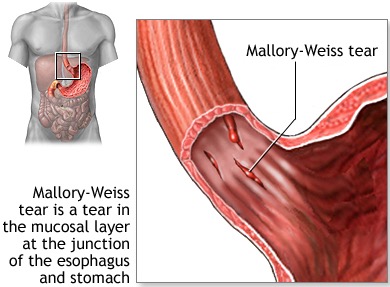 Mallory-Weiss tear
Mallory-Weiss
tear is a tear in
the mucosal layer
at the junction
of the esophagus
and stomach